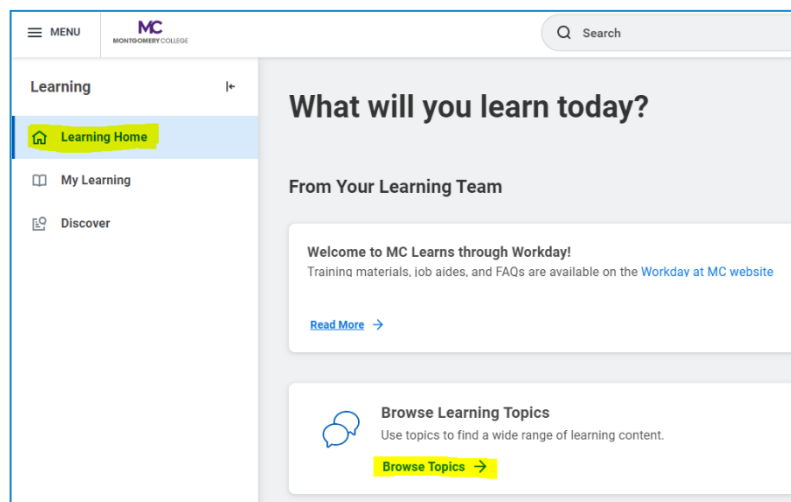 MENU
MC
MONTGOMERY COLLEGE
Search
Learning
Learning Home
My Learning
Discover
What will you learn today?
From Your Learning Team
Welcome to MC Learns through Workday!
Training materials, job aides, and FAQs are available on the Workday at MC website
Read More
Browse Learning Topics
Use topics to find a wide range of learning content.
Browse Topics